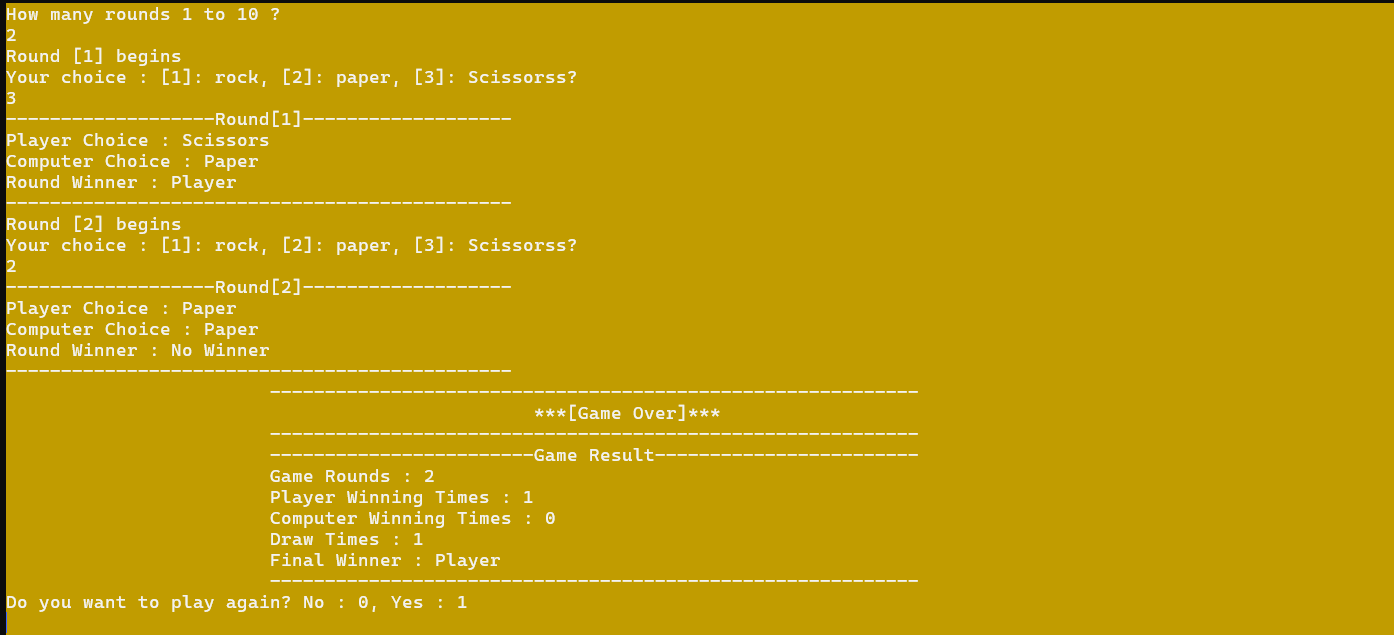 How many rounds 1 to 10 ?
2
Round [1] begins
Your choice : [1]: rock, [2]: paper, [3]: Scissorss?
3
-------------------Round[1]-------------------
Player Choice : Scissors
Computer Choice : Paper
Round Winner : Player
----------------------------------------------
Round [2] begins
Your choice : [1]: rock, [2]: paper, [3]: Scissorss?
2
-------------------Round[2]-------------------
Player Choice : Paper
Computer Choice : Paper
Round Winner : No Winner
----------------------------------------------
-----------------------------------------------------------
***[Game Over]***
-----------------------------------------------------------
------------------------Game Result------------------------
Game Rounds : 2
Player Winning Times : 1
Computer Winning Times : 0
Draw Times : 1
Final Winner : Player
-----------------------------------------------------------
Do you want to play again? No : 0, Yes : 1